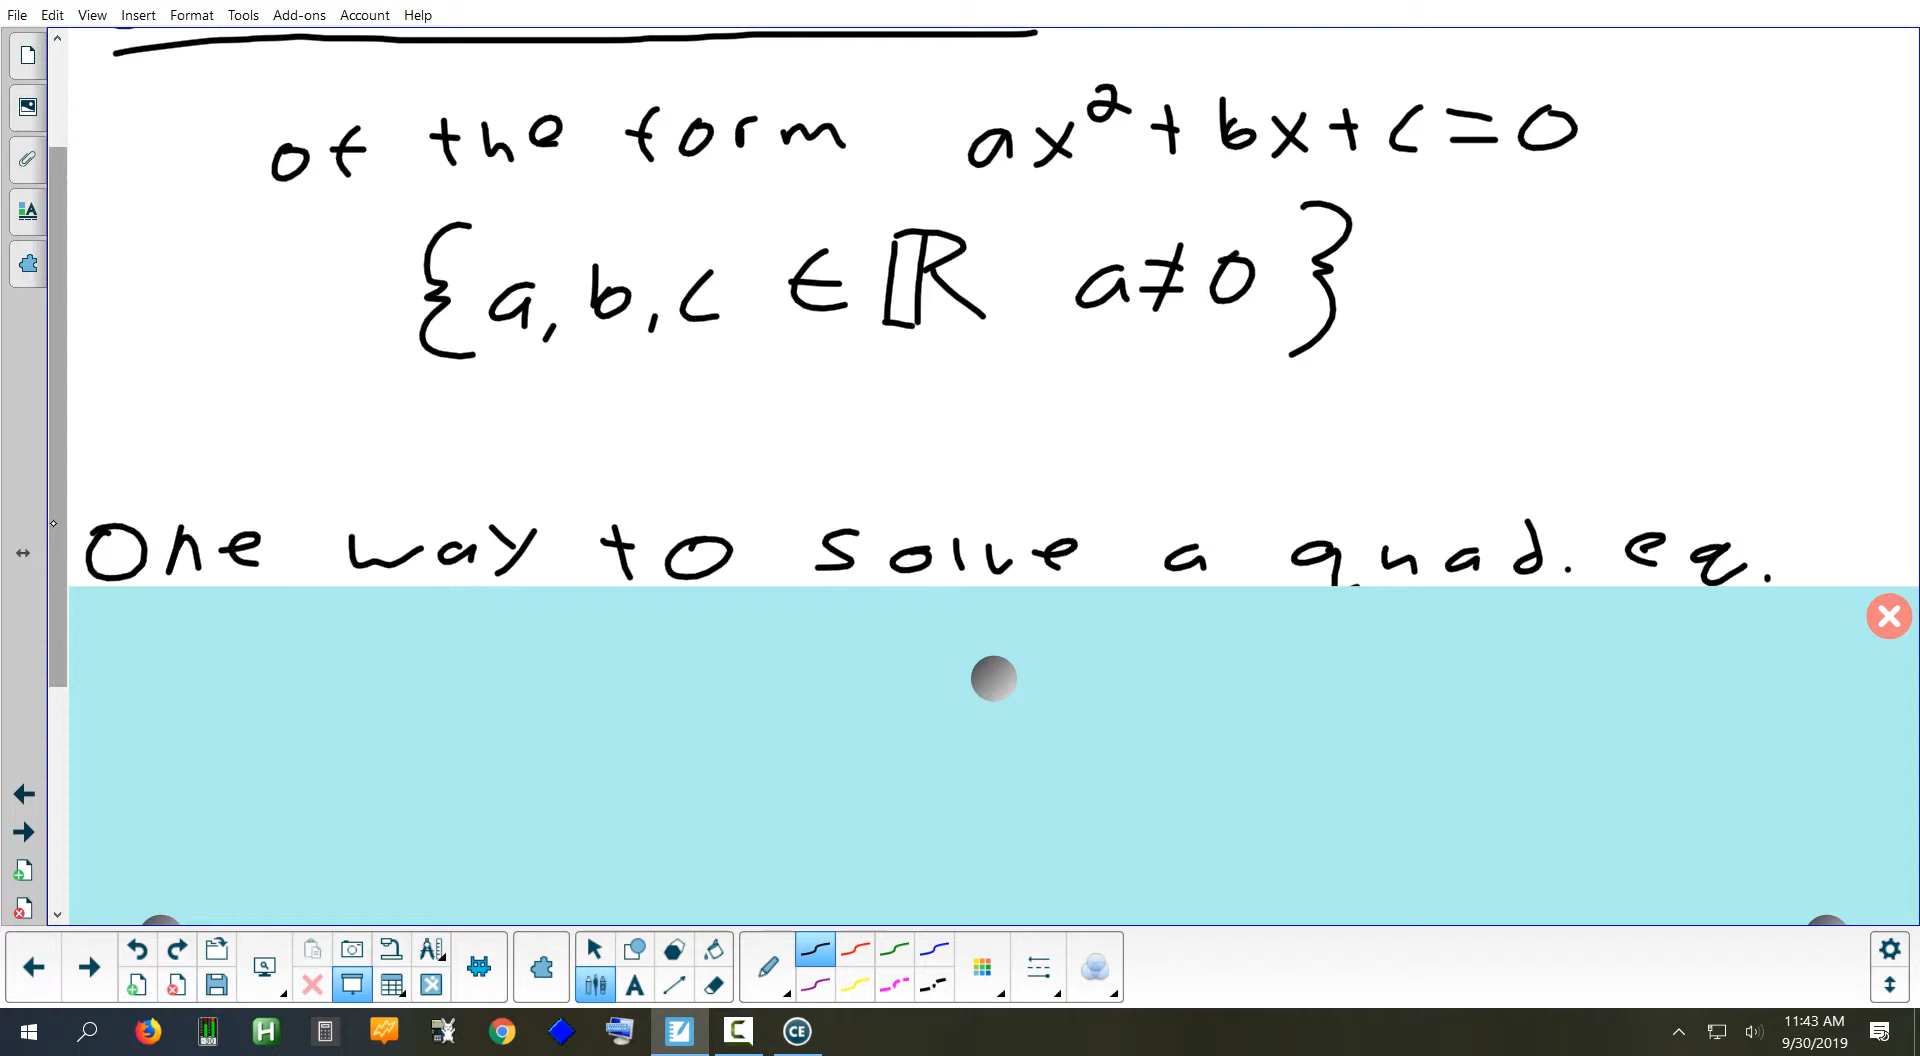 File Edit View Insert Format Tools Add-ons Account Help
of the form ax²+bx+c=0
{a, b, c ∈ ℝ a≠0}
One way to solve a quad. eq.
A
H
CE
11:43 AM
9/30/2019